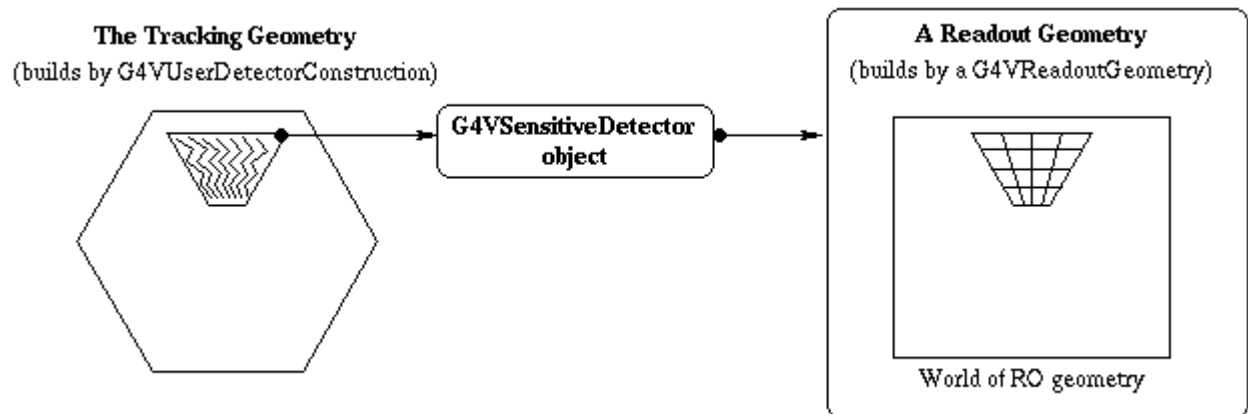 The Tracking Geometry
(builds by G4VUserDetectorConstruction)
G4VSensitiveDetector
object
A Readout Geometry
(builds by a G4VReadoutGeometry)
World of RO geometry